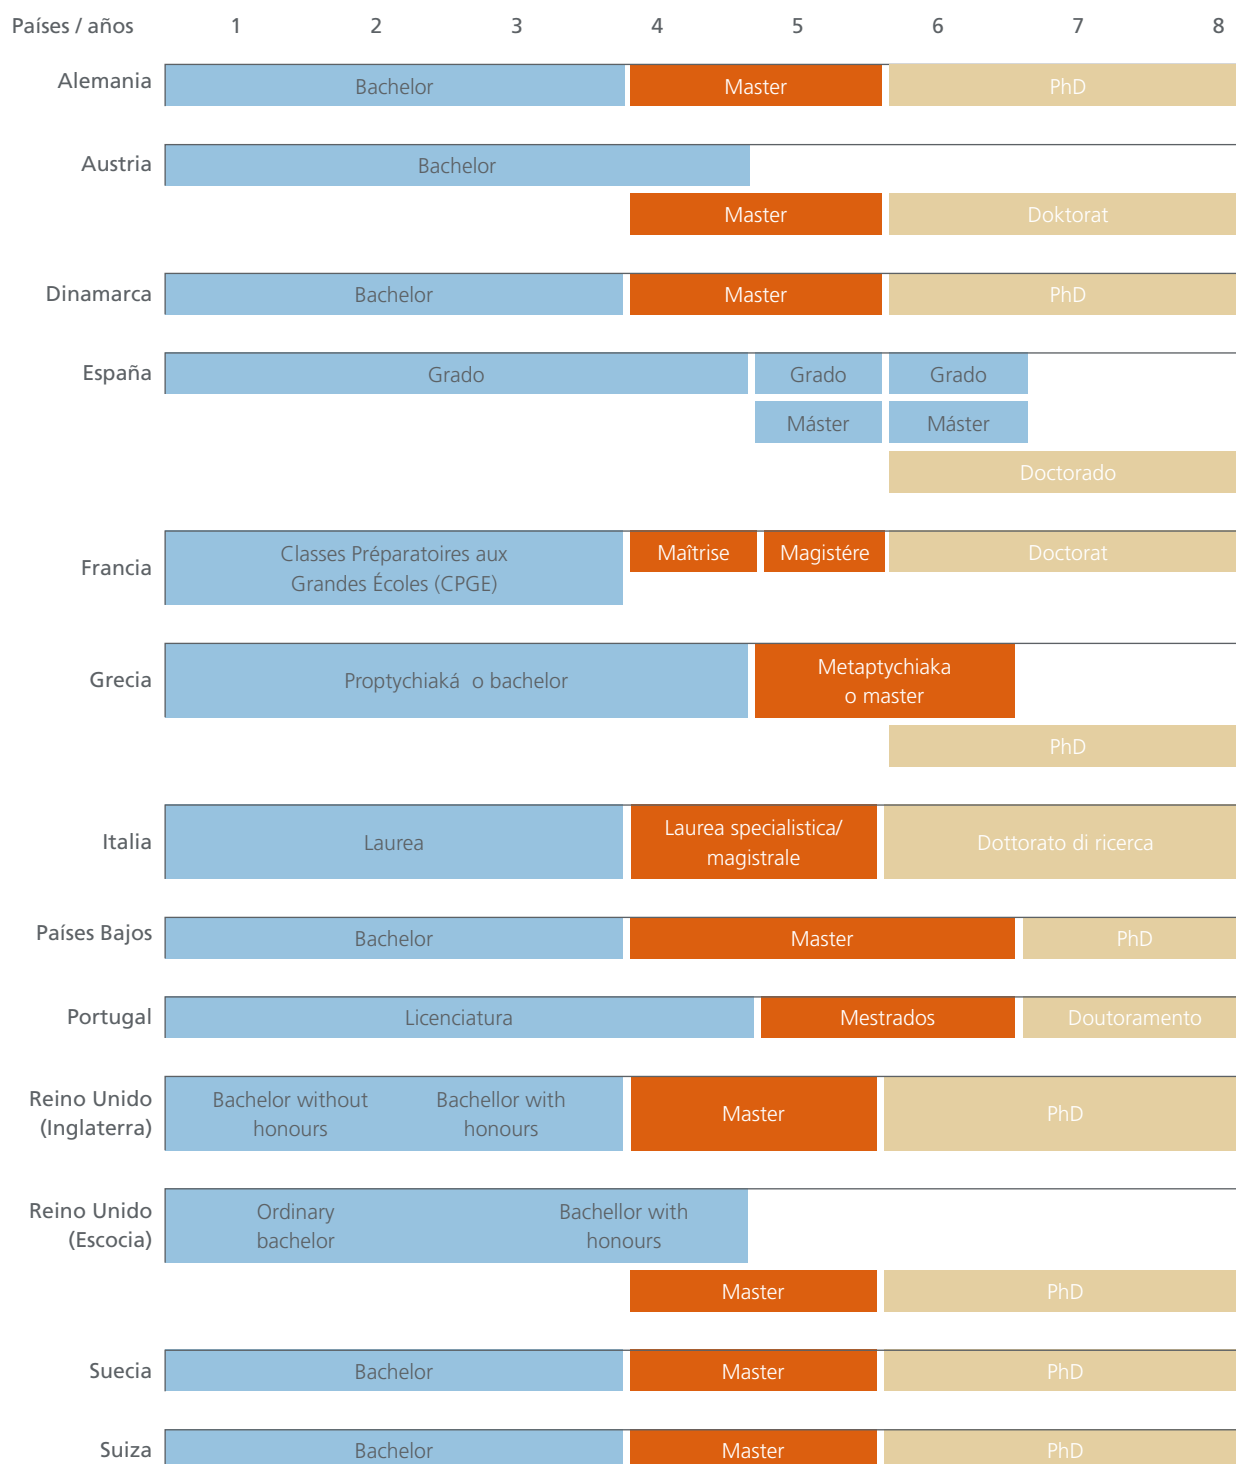 Países / años 1 2 3 4 5 6 7 8
Alemania Bachelor Master PhD
Austria Bachelor
Master Doktorat
Dinamarca Bachelor Master PhD
España Grado Grado Grado
Máster Máster
Doctorado
Francia Classes Préparatoires aux
Grandes Écoles (CPGE)
Maîtrise Magistére Doctorat
Grecia Proptychiaká o bachelor
Metaptychiaka
o master
PhD
Italia Laurea
Laurea specialistica/
magistrale
Dottorato di ricerca
Países Bajos Bachelor Master PhD
Portugal Licenciatura Mestrados Doutoramento
Reino Unido
(Inglaterra)
Bachelor without
honours
Bachellor with
honours
Master PhD
Reino Unido
(Escocia)
Ordinary
bachelor
Bachellor with
honours
Master PhD
Suecia Bachelor Master PhD
Suiza Bachelor Master PhD